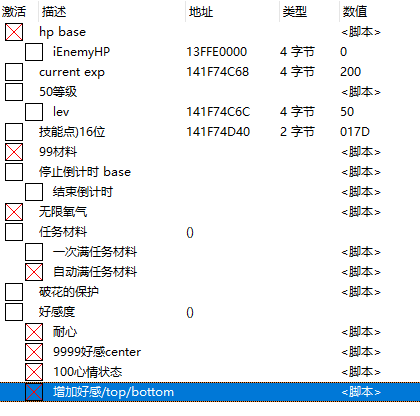 激活 描述 地址 类型 数值
hp base <脚本>
iEnemyHP 13FFE0000 4 字节 0
current exp 141F74C68 4 字节 200
50等级 <脚本>
lev 141F74C6C 4 字节 50
技能点)16位 141F74D40 2 字节 017D
99材料 <脚本>
停止倒计时 base <脚本>
结束倒计时 <脚本>
无限氧气 <脚本>
任务材料 ()
一次满任务材料 <脚本>
自动满任务材料 <脚本>
破花的保护 <脚本>
好感度 ()
耐心 <脚本>
9999好感center <脚本>
100心情状态 <脚本>
增加好感/top/bottom <脚本>